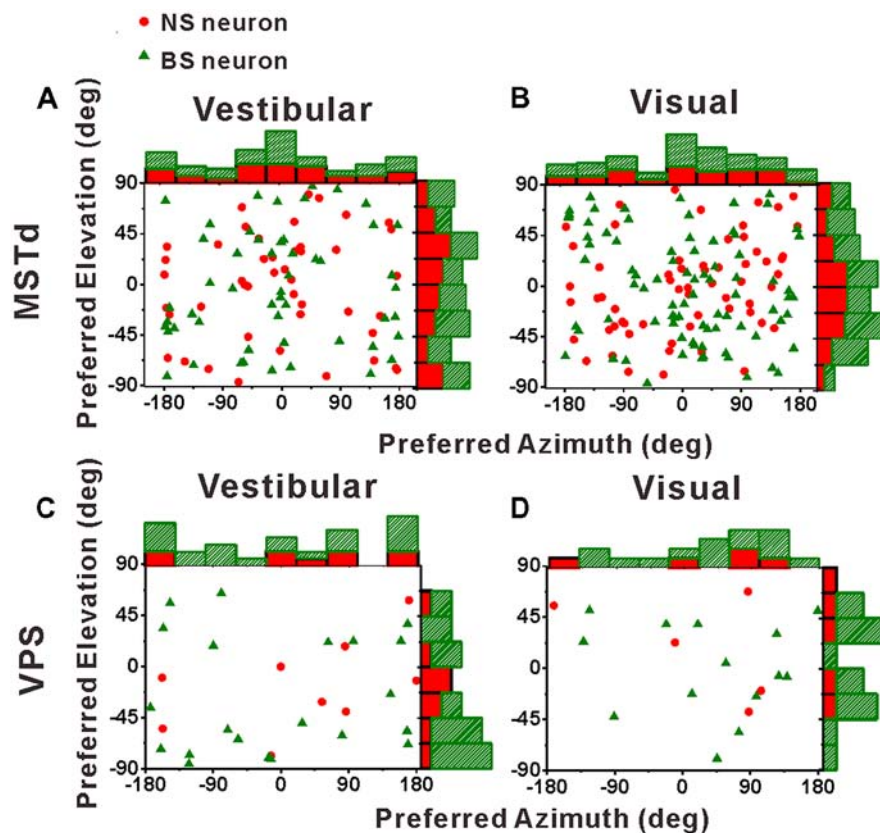 NS neuron
BS neuron
A
Vestibular
B
Visual
MSTd
Preferred Elevation (deg)
90
45
0
-45
-90
-180
-90
0
90
180
90
45
0
-45
-90
-180
-90
0
90
180
Preferred Azimuth (deg)
C
Vestibular
D
Visual
VPS
Preferred Elevation (deg)
90
45
0
-45
-90
-180
-90
0
90
180
90
45
0
-45
-90
-180
-90
0
90
180
Preferred Azimuth (deg)